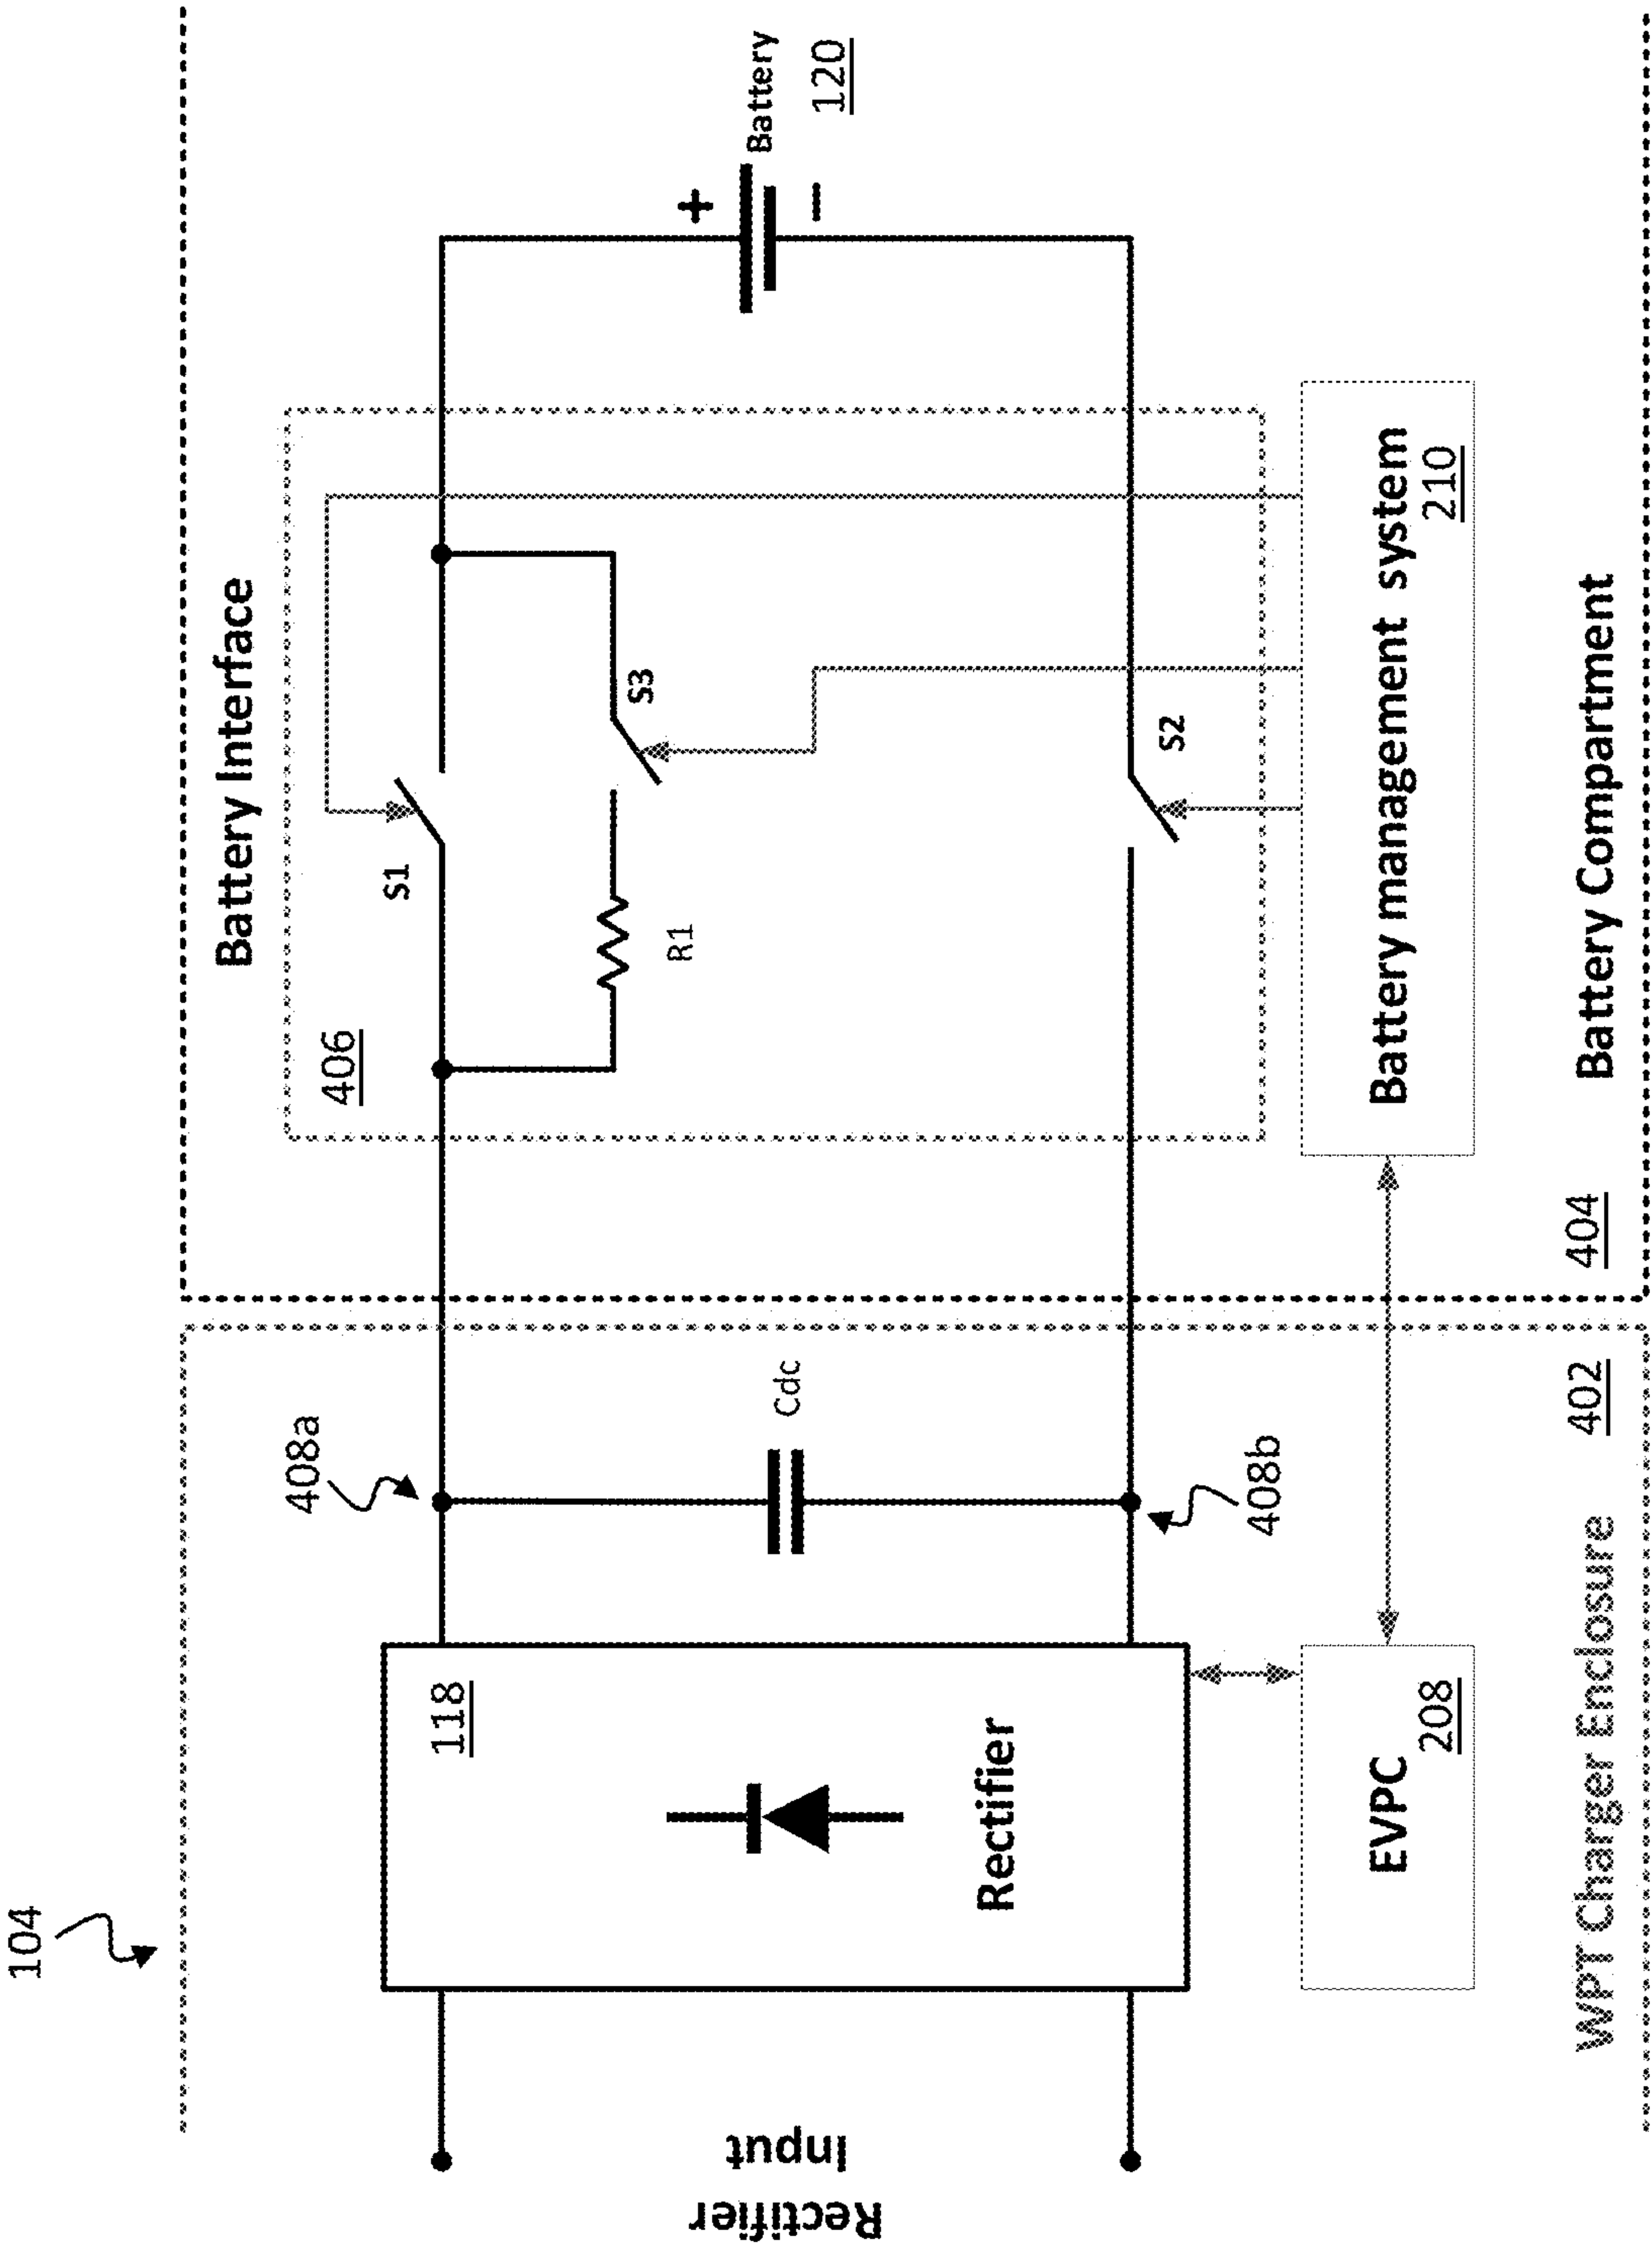 104
Battery Interface
406
S1
S3
R1
S2
Battery
+
−
120
408a
Cdc
408b
118
Rectifier
Rectifier
Input
EVPC
208
Battery management system
210
WPT Charger Enclosure
402
404
Battery Compartment